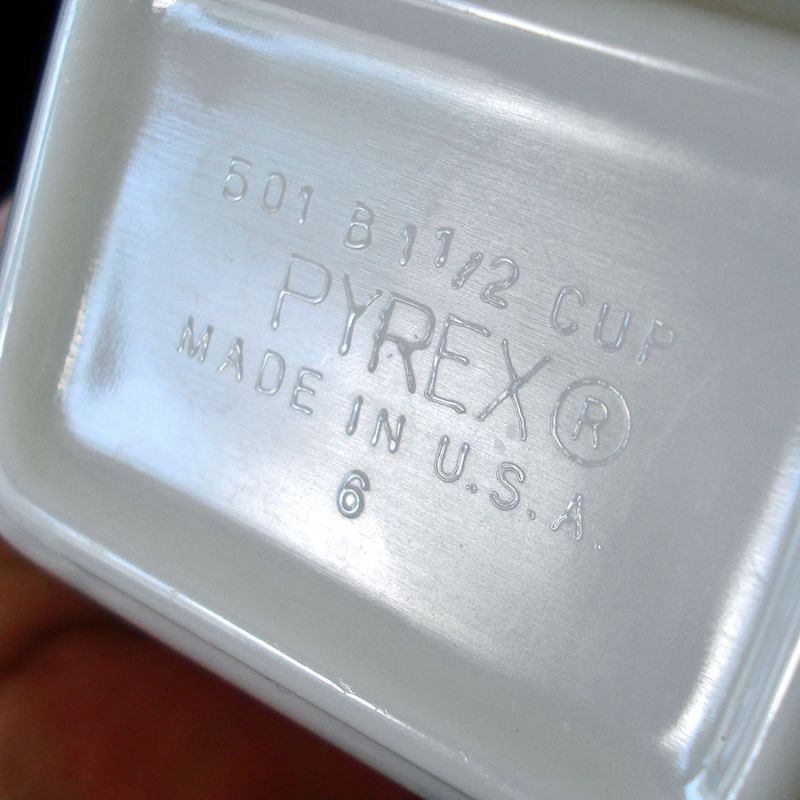 501 B 1 1/2 CUP
PYREX ®
MADE IN U.S.A.
6